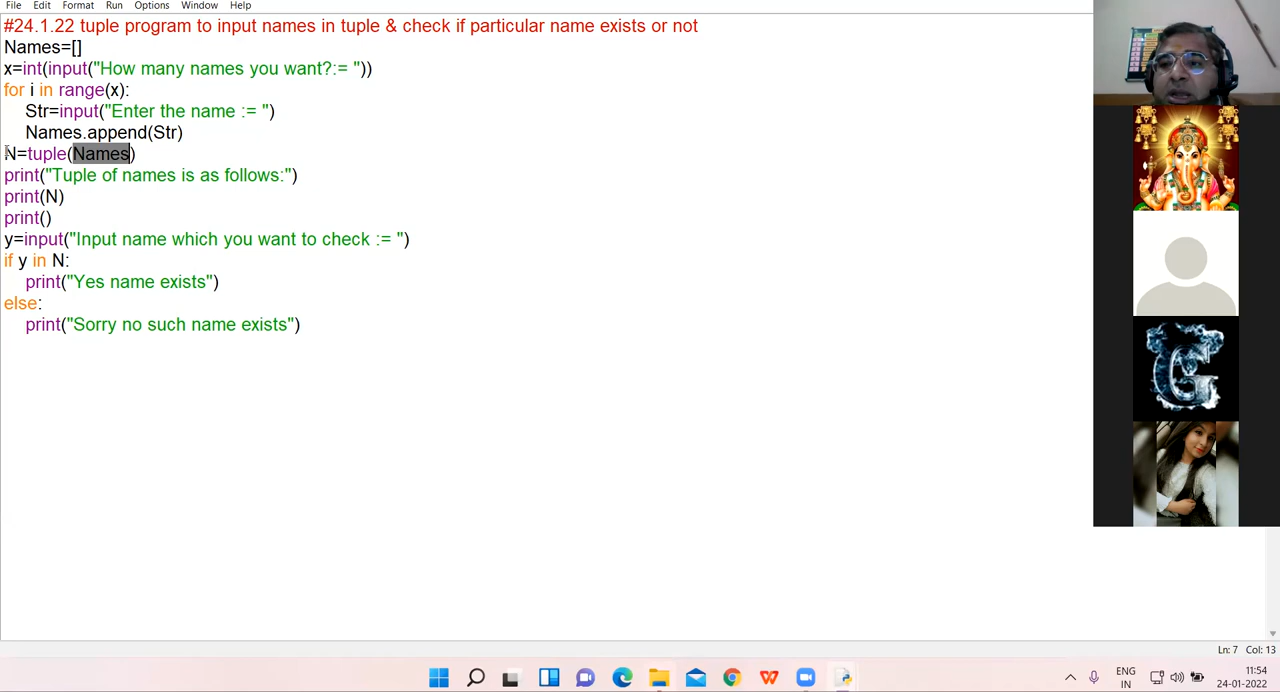 File Edit Format Run Options Window Help
#24.1.22 tuple program to input names in tuple & check if particular name exists or not
Names=[]
x=int(input("How many names you want?:= "))
for i in range(x):
    Str=input("Enter the name := ")
    Names.append(Str)
N=tuple(Names)
print("Tuple of names is as follows:")
print(N)
print()
y=input("Input name which you want to check := ")
if y in N:
    print("Yes name exists")
else:
    print("Sorry no such name exists")
Ln: 7 Col: 13
ENG
IN
11:54
24-01-2022